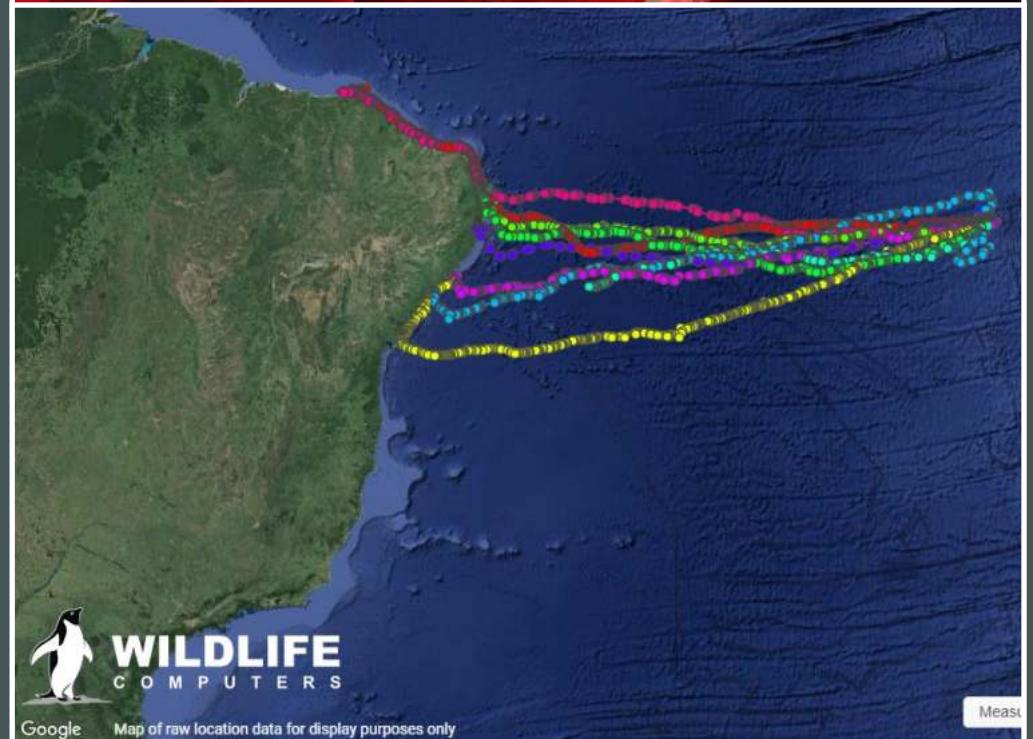 WILDLIFE
COMPUTERS
Google Map of raw location data for display purposes only
Measu